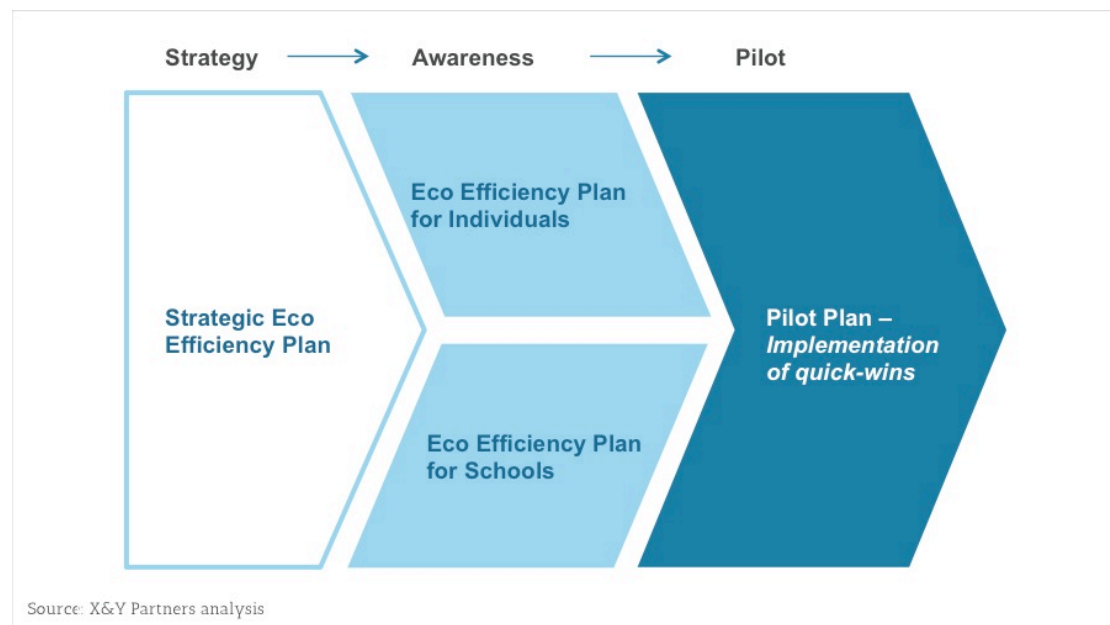 Strategy
Awareness
Pilot
Eco Efficiency Plan
for Individuals
Strategic Eco
Efficiency Plan
Pilot Plan –
Implementation
of quick-wins
Eco Efficiency Plan
for Schools
Source: X&Y Partners analysis